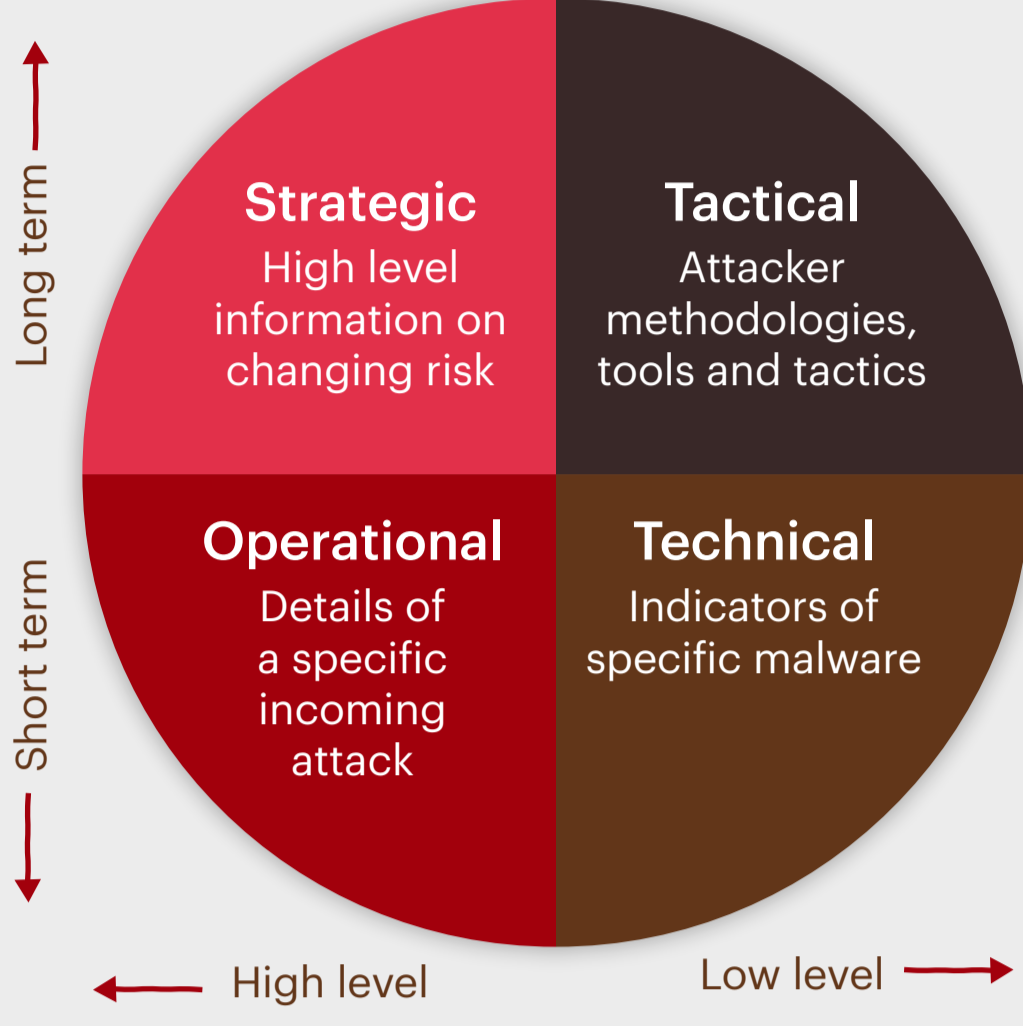 Long term
Strategic
High level
information on
changing risk
Tactical
Attacker
methodologies,
tools and tactics
Short term
Operational
Details of
a specific
incoming
attack
Technical
Indicators of
specific malware
High level
Low level